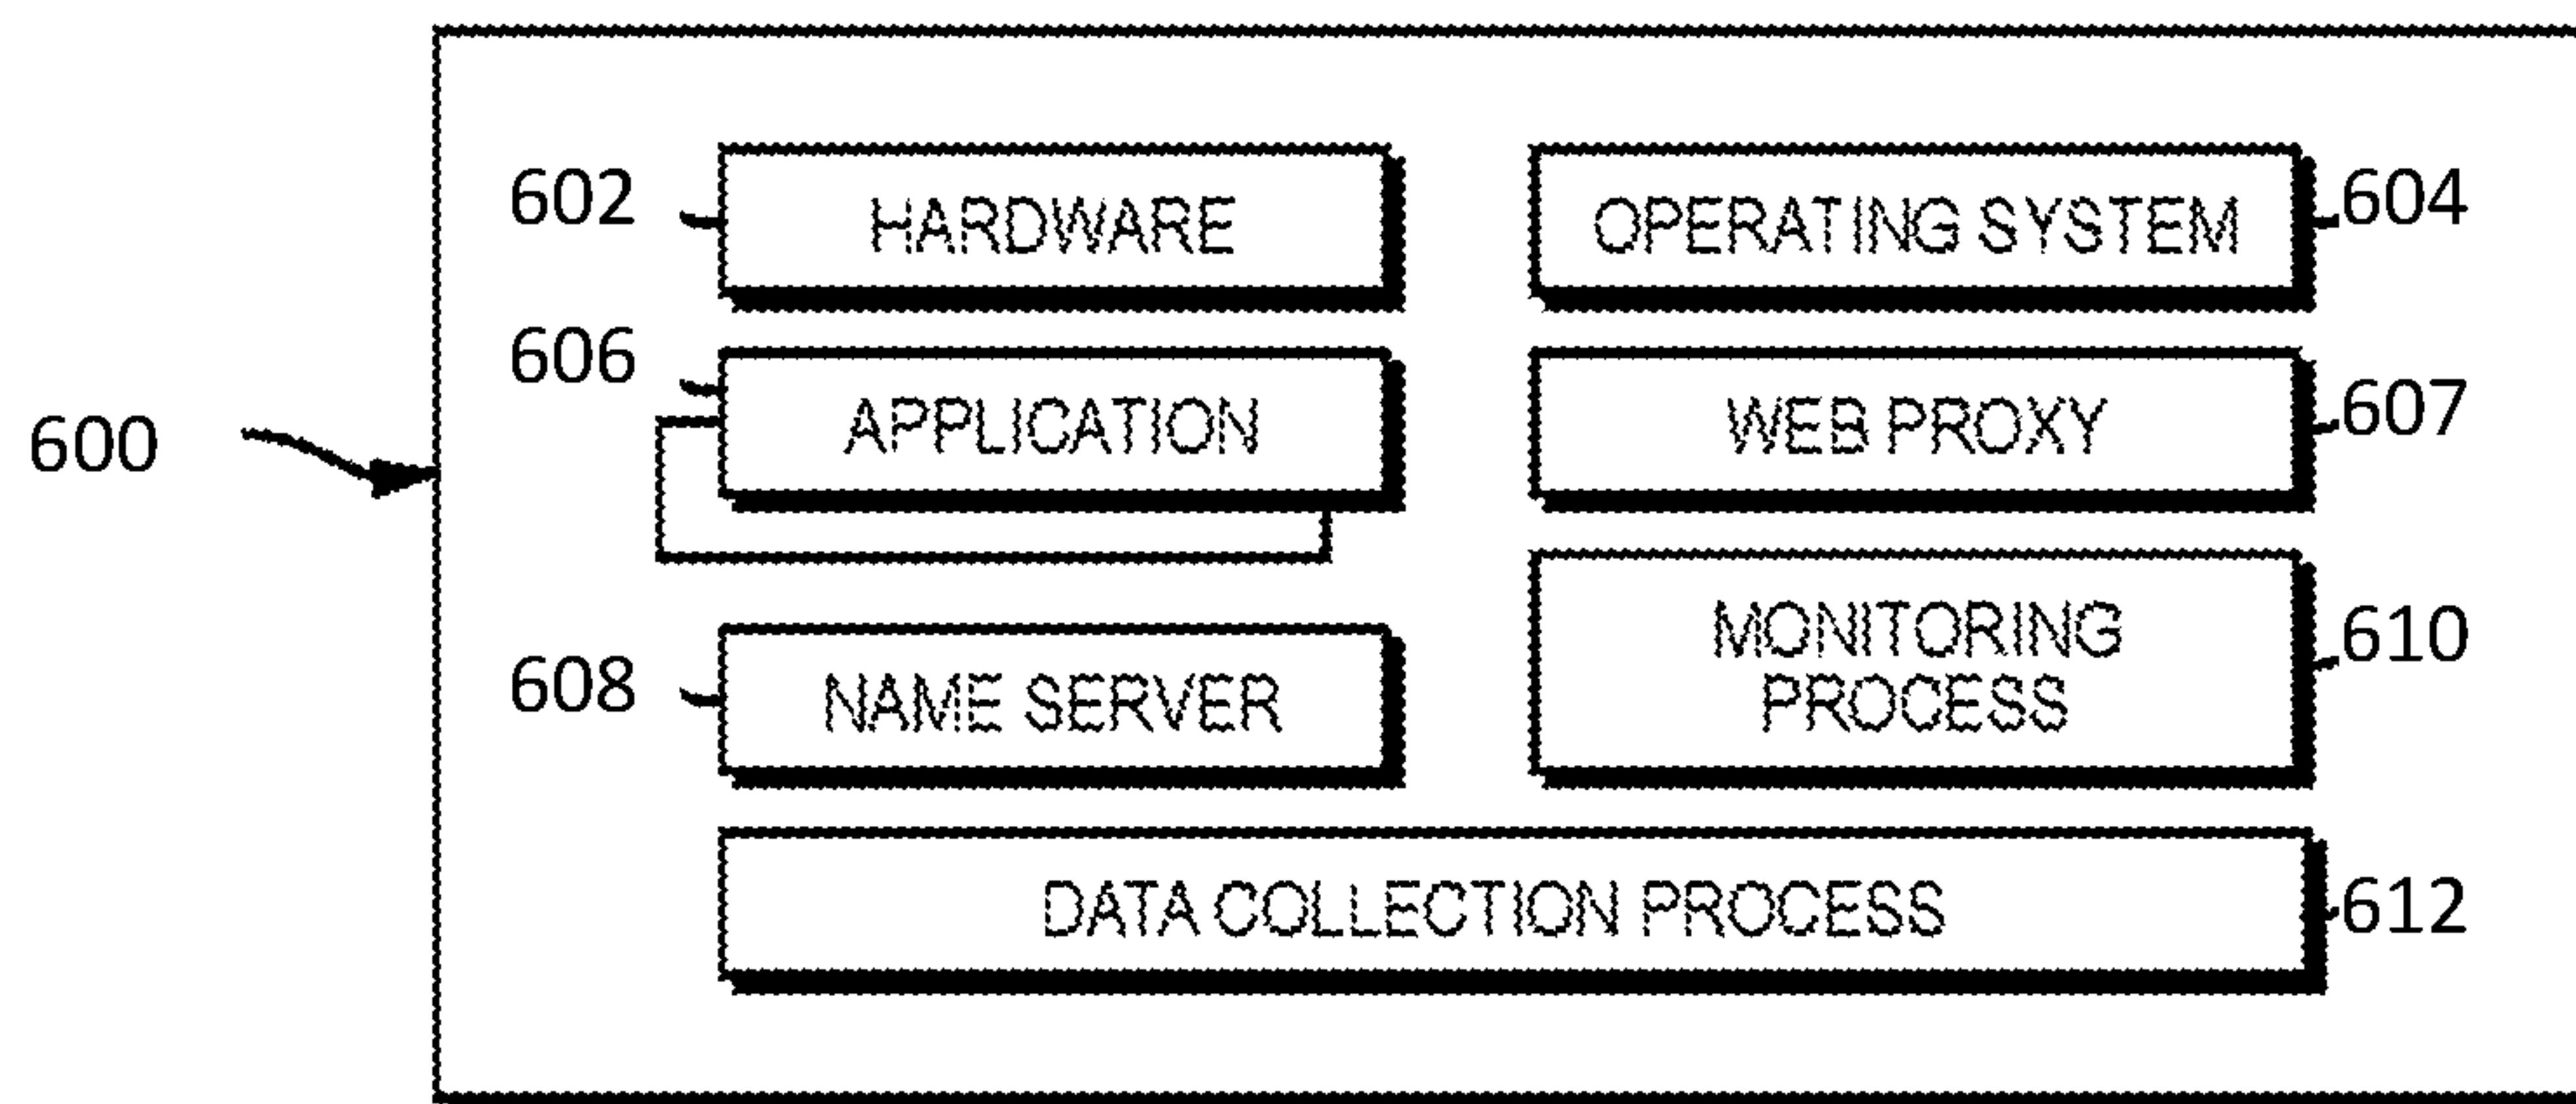 602 HARDWARE
OPERATING SYSTEM 604
606 APPLICATION
WEB PROXY 607
600
608 NAME SERVER
MONITORING
PROCESS
610
DATA COLLECTION PROCESS 612